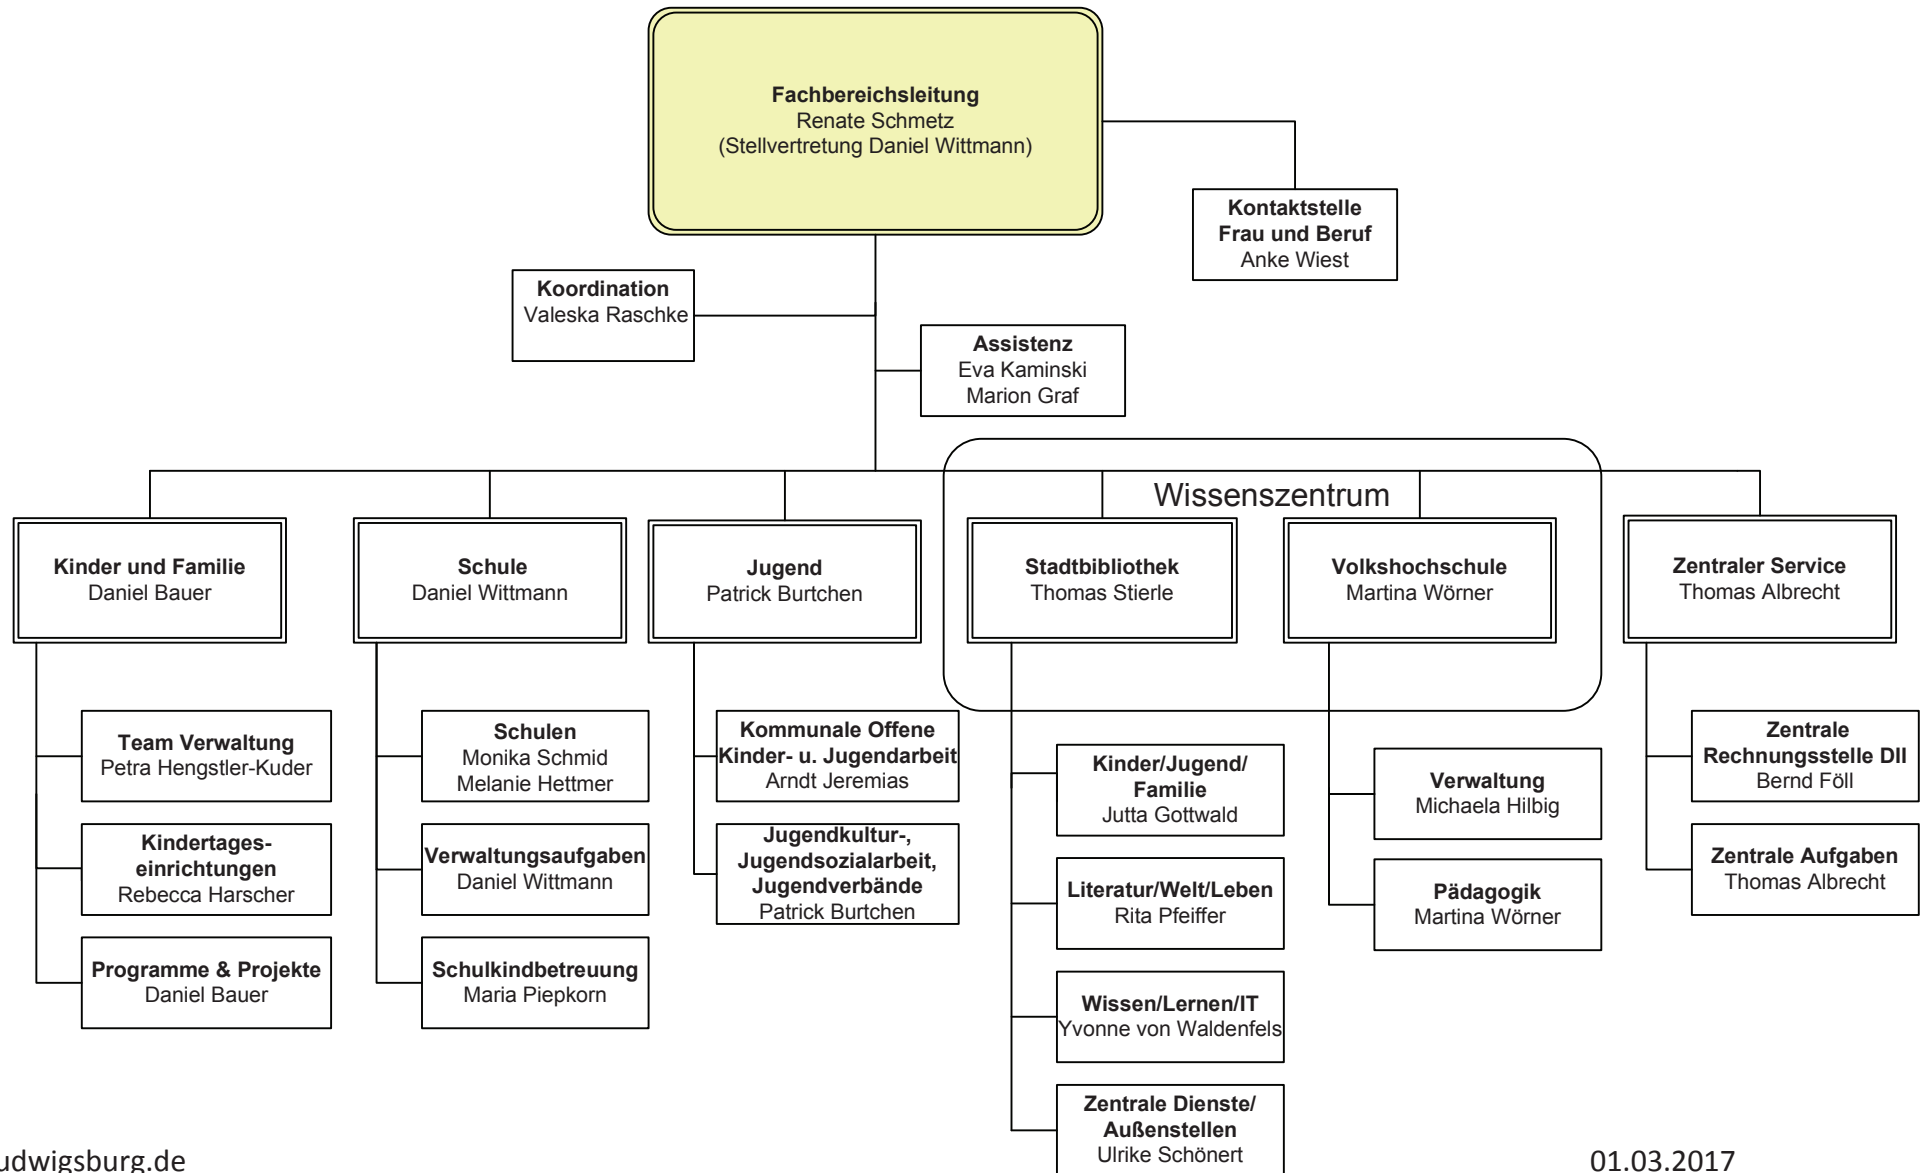 Fachbereichsleitung
Renate Schmetz
(Stellvertretung Daniel Wittmann)
Kontaktstelle
Frau und Beruf
Anke Wiest
Koordination
Valeska Raschke
Assistenz
Eva Kaminski
Marion Graf
Wissenszentrum
Kinder und Familie
Daniel Bauer
Schule
Daniel Wittmann
Jugend
Patrick Burtchen
Stadtbibliothek
Thomas Stierle
Volkshochschule
Martina Wörner
Zentraler Service
Thomas Albrecht
Team Verwaltung
Petra Hengstler-Kuder
Kindertages-
einrichtungen
Rebecca Harscher
Programme & Projekte
Daniel Bauer
Schulen
Monika Schmid
Melanie Hettmer
Verwaltungsaufgaben
Daniel Wittmann
Schulkindbetreuung
Maria Piepkorn
Kommunale Offene
Kinder- u. Jugendarbeit
Arndt Jeremias
Jugendkultur-,
Jugendsozialarbeit,
Jugendverbände
Patrick Burtchen
Kinder/Jugend/
Familie
Jutta Gottwald
Literatur/Welt/Leben
Rita Pfeiffer
Wissen/Lernen/IT
Yvonne von Waldenfels
Zentrale Dienste/
Außenstellen
Ulrike Schönert
Verwaltung
Michaela Hilbig
Pädagogik
Martina Wörner
Zentrale
Rechnungsstelle DII
Bernd Föll
Zentrale Aufgaben
Thomas Albrecht
udwigsburg.de
01.03.2017